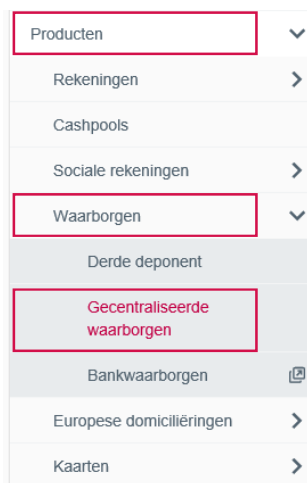 Producten
Rekeningen
Cashpools
Sociale rekeningen
Waarborgen
Derde deponent
Gecentraliseerde
waarborgen
Bankwaarborgen
Europese domiciliëringen
Kaarten